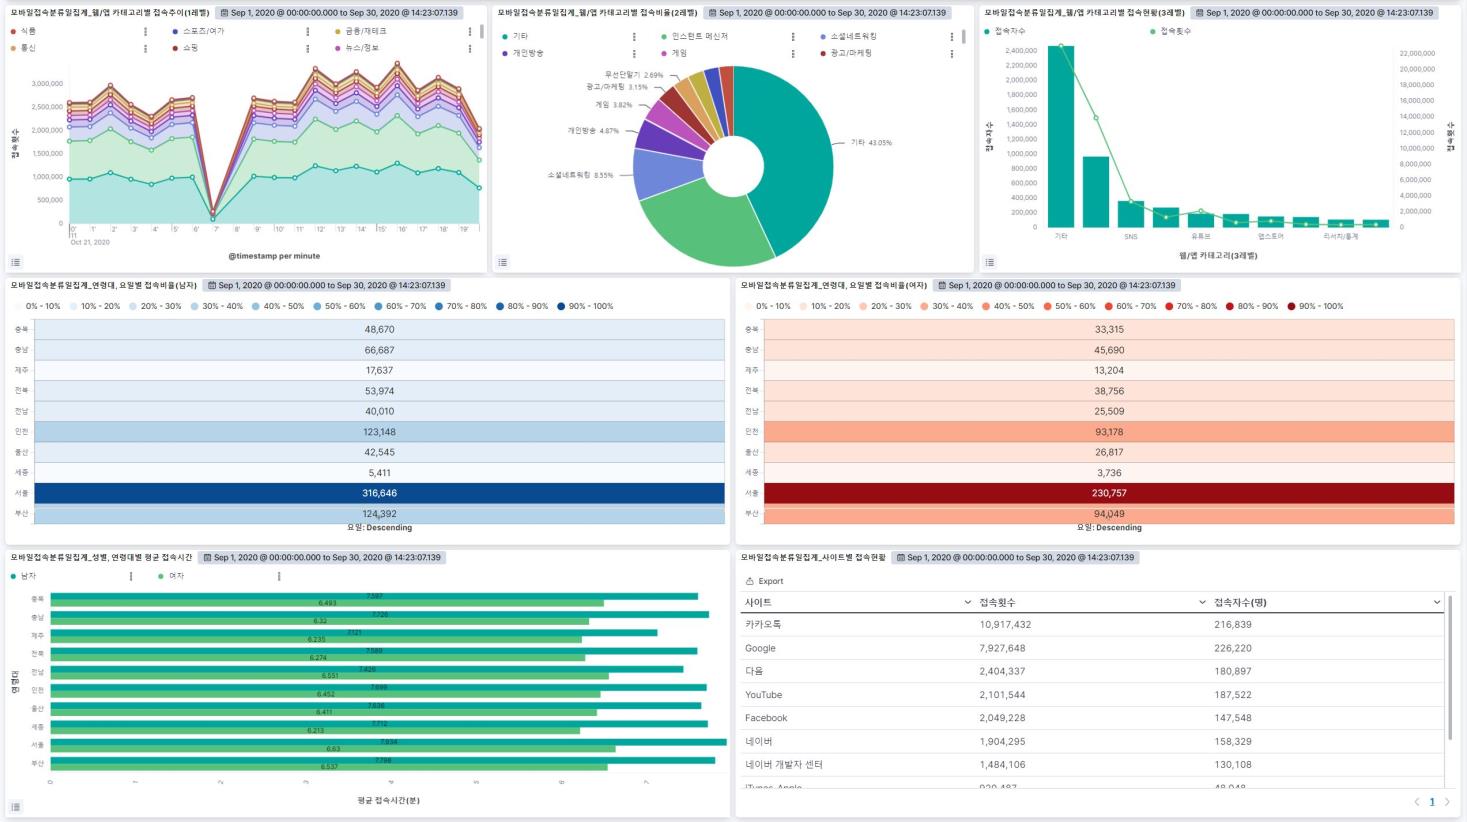 모바일접속분류일집계_웹/앱 카테고리별 접속추이(1레벨) Sep 1, 2020 @ 00:00:00.000 to Sep 30, 2020 @ 14:23:07.139
식품 스포츠/여가 금융/재테크
통신 쇼핑 뉴스/정보
접속횟수
3,000,000
2,500,000
2,000,000
1,500,000
1,000,000
500,000
0
0' 1' 2' 3' 4' 5' 6' 7' 8' 9' 10' 11' 12' 13' 14' 15' 16' 17' 18' 19'
11
Oct 21, 2020
@timestamp per minute
모바일접속분류일집계_웹/앱 카테고리별 접속비율(2레벨) Sep 1, 2020 @ 00:00:00.000 to Sep 30, 2020 @ 14:23:07.139
기타 인스턴트 메신저 소셜네트워킹
개인방송 게임 광고/마케팅
무선단말기 2.69%
광고/마케팅 3.15%
게임 3.82%
개인방송 4.87%
소셜네트워킹 8.55%
기타 43.05%
모바일접속분류일집계_웹/앱 카테고리별 접속현황(3레벨) Sep 1, 2020 @ 00:00:00.000 to Sep 30, 2020 @ 14:23:07.139
접속자수 접속횟수
접속자수
2,400,000
2,200,000
2,000,000
1,800,000
1,600,000
1,400,000
1,200,000
1,000,000
800,000
600,000
400,000
200,000
0
22,000,000
20,000,000
18,000,000
16,000,000
14,000,000
12,000,000
10,000,000
8,000,000
6,000,000
4,000,000
2,000,000
0
접속횟수
기타 SNS 유튜브 앱스토어 리서치/통계
웹/앱 카테고리(3레벨)
모바일접속분류일집계_연령대, 요일별 접속비율(남자) Sep 1, 2020 @ 00:00:00.000 to Sep 30, 2020 @ 14:23:07.139
0% - 10% 10% - 20% 20% - 30% 30% - 40% 40% - 50% 50% - 60% 60% - 70% 70% - 80% 80% - 90% 90% - 100%
충북 48,670
충남 66,687
제주 17,637
전북 53,974
전남 40,010
인천 123,148
울산 42,545
세종 5,411
서울 316,646
부산 124,392
요일: Descending
모바일접속분류일집계_연령대, 요일별 접속비율(여자) Sep 1, 2020 @ 00:00:00.000 to Sep 30, 2020 @ 14:23:07.139
0% - 10% 10% - 20% 20% - 30% 30% - 40% 40% - 50% 50% - 60% 60% - 70% 70% - 80% 80% - 90% 90% - 100%
충북 33,315
충남 45,690
제주 13,204
전북 38,756
전남 25,509
인천 93,178
울산 26,817
세종 3,736
서울 230,757
부산 94,049
요일: Descending
모바일접속분류일집계_성별, 연령대별 평균 접속시간 Sep 1, 2020 @ 00:00:00.000 to Sep 30, 2020 @ 14:23:07.139
남자 여자
연령대
충북 7.597
6.493
충남 7.726
6.32
제주 7.121
6.235
전북 7.589
6.274
전남 7.426
6.551
인천 7.699
6.452
울산 7.636
6.411
세종 7.712
6.213
서울 7.934
6.63
부산 7.798
6.537
0 1 2 3 4 5 6 7
평균 접속시간(분)
모바일접속분류일집계_사이트별 접속현황 Sep 1, 2020 @ 00:00:00.000 to Sep 30, 2020 @ 14:23:07.139
Export
사이트 접속횟수 접속자수(명)
카카오톡 10,917,432 216,839
Google 7,927,648 226,220
다음 2,404,337 180,897
YouTube 2,101,544 187,522
Facebook 2,049,228 147,548
네이버 1,904,295 158,329
네이버 개발자 센터 1,484,106 130,108
1